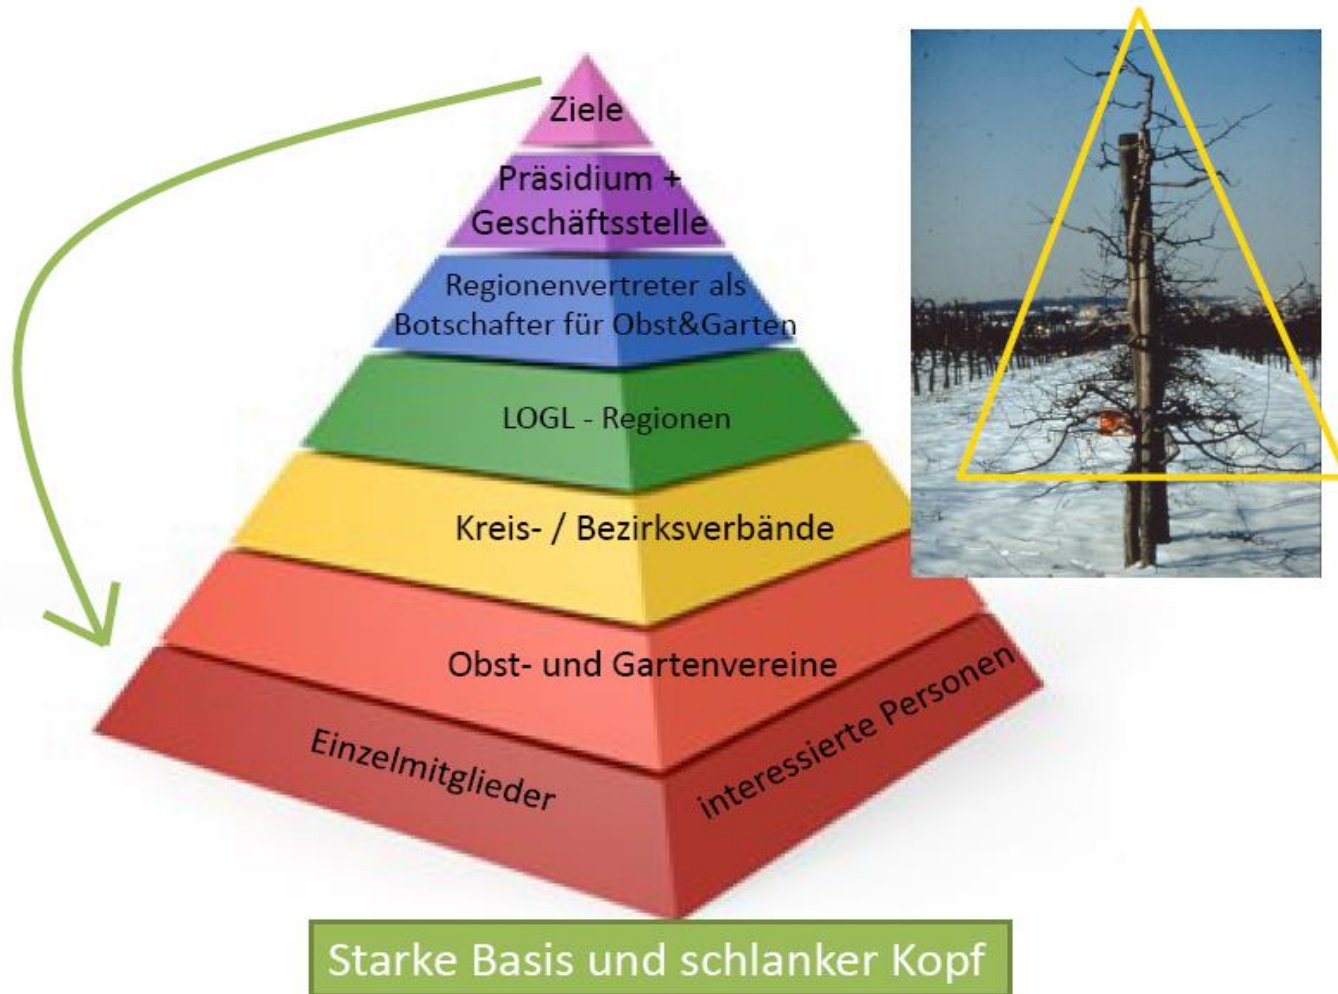 Ziele
Präsidium +
Geschäftsstelle
Regionenvertreter als
Botschafter für Obst&Garten
LOGL - Regionen
Kreis- / Bezirksverbände
Obst- und Gartenvereine
Einzelmitglieder
interessierte Personen
Starke Basis und schlanker Kopf